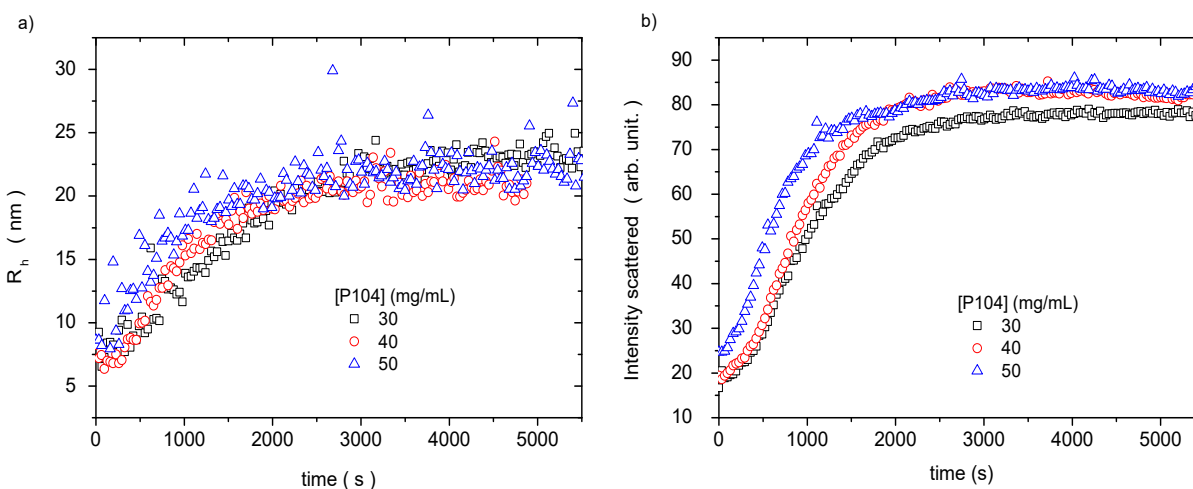 a)
R h ( nm )
30
25
20
15
10
5
0 1000 2000 3000 4000 5000
time ( s )
[P104] (mg/mL)
30
40
50
b)
Intensity scattered ( arb. unit. )
90
80
70
60
50
40
30
20
10
0 1000 2000 3000 4000 5000
time (s)
[P104] (mg/mL)
30
40
50